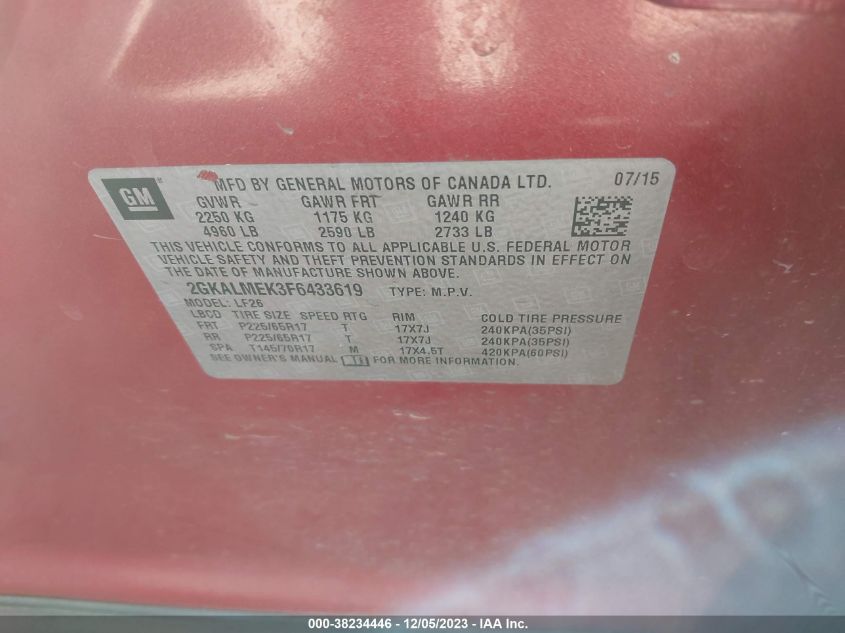 GM
MFD BY GENERAL MOTORS OF CANADA LTD. 07/15
GVWR GAWR FRT GAWR RR
2250 KG 1175 KG 1240 KG
4960 LB 2590 LB 2733 LB
THIS VEHICLE CONFORMS TO ALL APPLICABLE U.S. FEDERAL MOTOR
VEHICLE SAFETY AND THEFT PREVENTION STANDARDS IN EFFECT ON
THE DATE OF MANUFACTURE SHOWN ABOVE.
2GKALMEK3F6433619 TYPE: M.P.V.
MODEL: LF26
LBCD TIRE SIZE SPEED RTG RIM COLD TIRE PRESSURE
FRT P225/65R17 T 17X7J 240KPA(35PSI)
RR P225/65R17 T 17X7J 240KPA(35PSI)
SPA T145/70R17 M 17X4.5T 420KPA(60PSI)
SEE OWNER'S MANUAL FOR MORE INFORMATION.
000-38234446 - 12/05/2023 - IAA Inc.